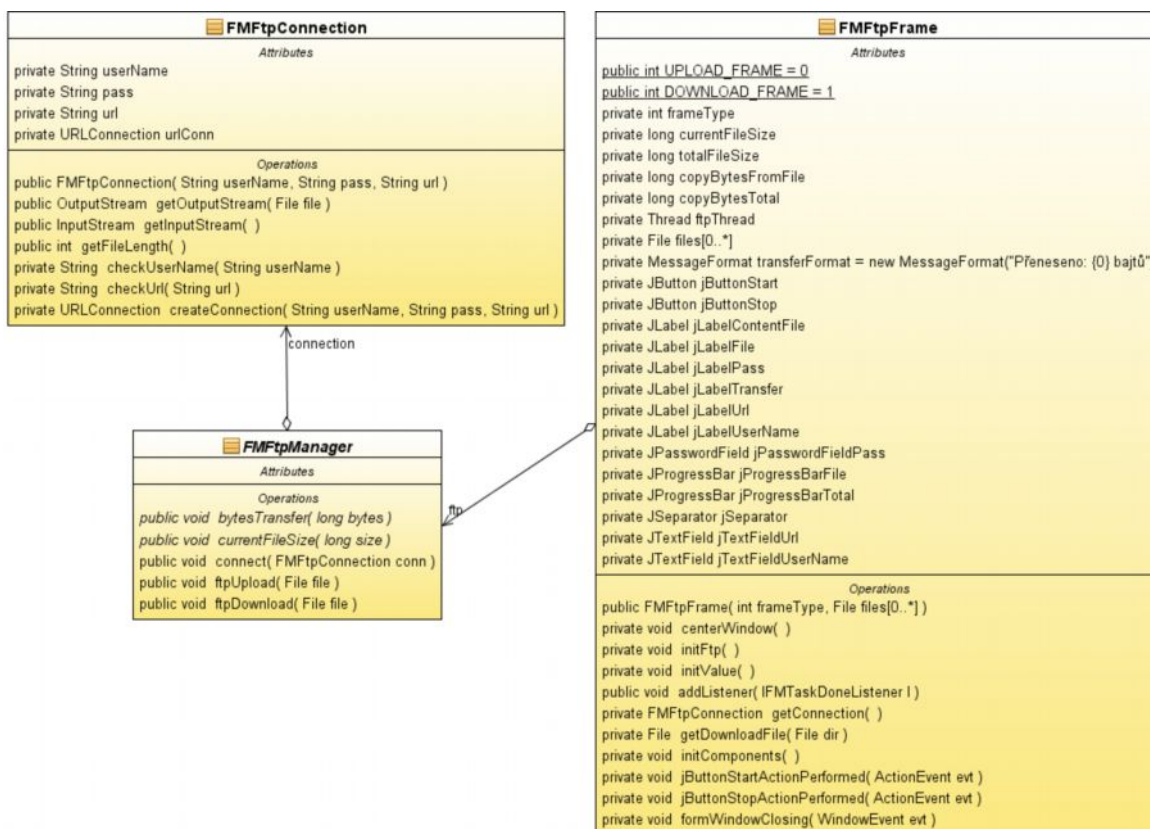 FMFtpConnection
Attributes
private String userName
private String pass
private String url
private URLConnection urlConn
Operations
public FMFtpConnection( String userName, String pass, String url )
public OutputStream getOutputStream( File file )
public InputStream getInputStream( )
public int getFileLength( )
private String checkUserName( String userName )
private String checkUrl( String url )
private URLConnection createConnection( String userName, String pass, String url )
connection
FMFtpManager
Attributes
Operations
public void bytesTransfer( long bytes )
public void currentFileSize( long size )
public void connect( FMFtpConnection conn )
public void ftpUpload( File file )
public void ftpDownload( File file )
ftp
FMFtpFrame
Attributes
public int UPLOAD_FRAME = 0
public int DOWNLOAD_FRAME = 1
private int frameType
private long currentFileSize
private long totalFileSize
private long copyBytesFromFile
private long copyBytesTotal
private Thread ftpThread
private File files[0..*]
private MessageFormat transferFormat = new MessageFormat("Přeneseno: {0} bajtů"
private JButton jButtonStart
private JButton jButtonStop
private JLabel jLabelContentFile
private JLabel jLabelFile
private JLabel jLabelPass
private JLabel jLabelTransfer
private JLabel jLabelUrl
private JLabel jLabelUserName
private JPasswordField jPasswordFieldPass
private JProgressBar jProgressBarFile
private JProgressBar jProgressBarTotal
private JSeparator jSeparator
private JTextField jTextFieldUrl
private JTextField jTextFieldUserName
Operations
public FMFtpFrame( int frameType, File files[0..*] )
private void centerWindow( )
private void initFtp( )
private void initValue( )
public void addListener( IFMTaskDoneListener l )
private FMFtpConnection getConnection( )
private File getDownloadFile( File dir )
private void initComponents( )
private void jButtonStartActionPerformed( ActionEvent evt )
private void jButtonStopActionPerformed( ActionEvent evt )
private void formWindowClosing( WindowEvent evt )